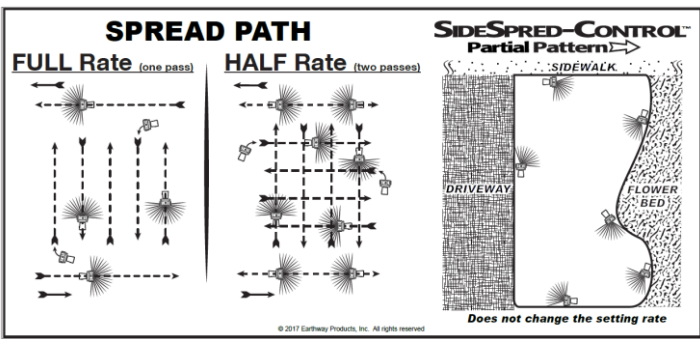 SPREAD PATH
FULL Rate (one pass)
HALF Rate (two passes)
SIDESPRED-CONTROL™
Partial Pattern
SIDEWALK
DRIVEWAY
FLOWER
BED
Does not change the setting rate
© 2017 Earthway Products, Inc. All rights reserved